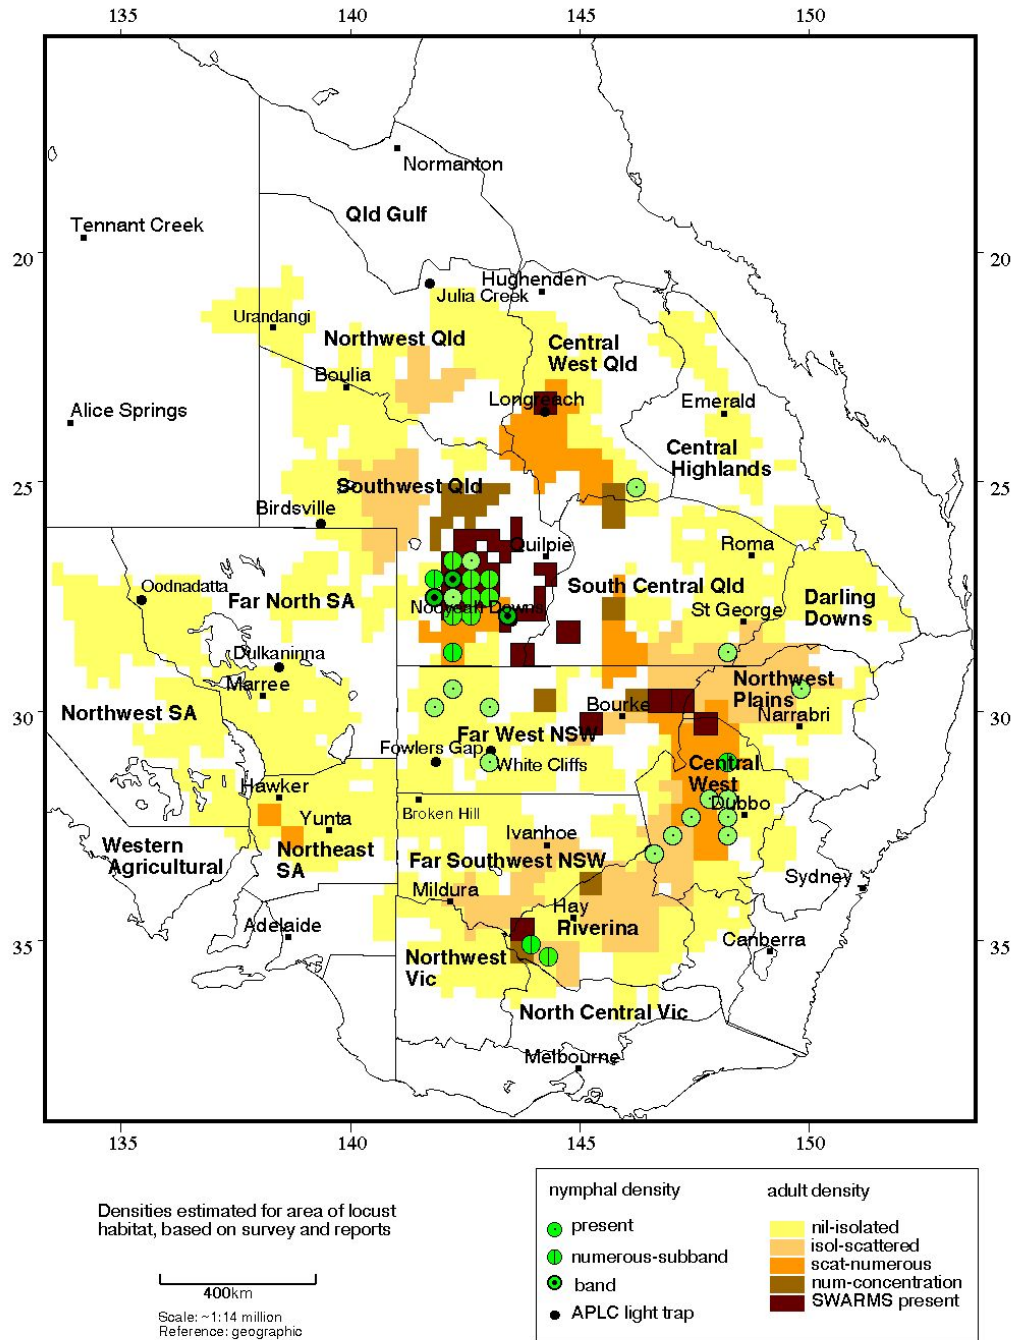 135 140 145 150
Normanton
Qld Gulf
Tennant Creek
20 20
Hughenden
Julia Creek
Urandangi
Northwest Qld
Central
West Qld
Boulia
Longreach
Emerald
Alice Springs
Central
Highlands
25 25
Southwest Qld
Birdsville
Quilpie
Roma
Oodnadatta
South Central Qld
Far North SA
Nooyeah Downs
St George
Darling
Downs
Dulkaninna
Marree
Northwest
Plains
Northwest SA
30 30
Bourke
Narrabri
Far West NSW
Fowlers Gap
White Cliffs
Central
West
Hawker
Broken Hill
Dubbo
Yunta
Ivanhoe
Western
Agricultural
Northeast
SA
Far Southwest NSW
Sydney
Mildura
Hay
Adelaide
Riverina
35 35
Canberra
Northwest
Vic
North Central Vic
Melbourne
135 140 145 150
Densities estimated for area of locust
habitat, based on survey and reports
400km
Scale: ~1:14 million
Reference: geographic
nymphal density
present
numerous-subband
band
APLC light trap
adult density
nil-isolated
isol-scattered
scat-numerous
num-concentration
SWARMS present